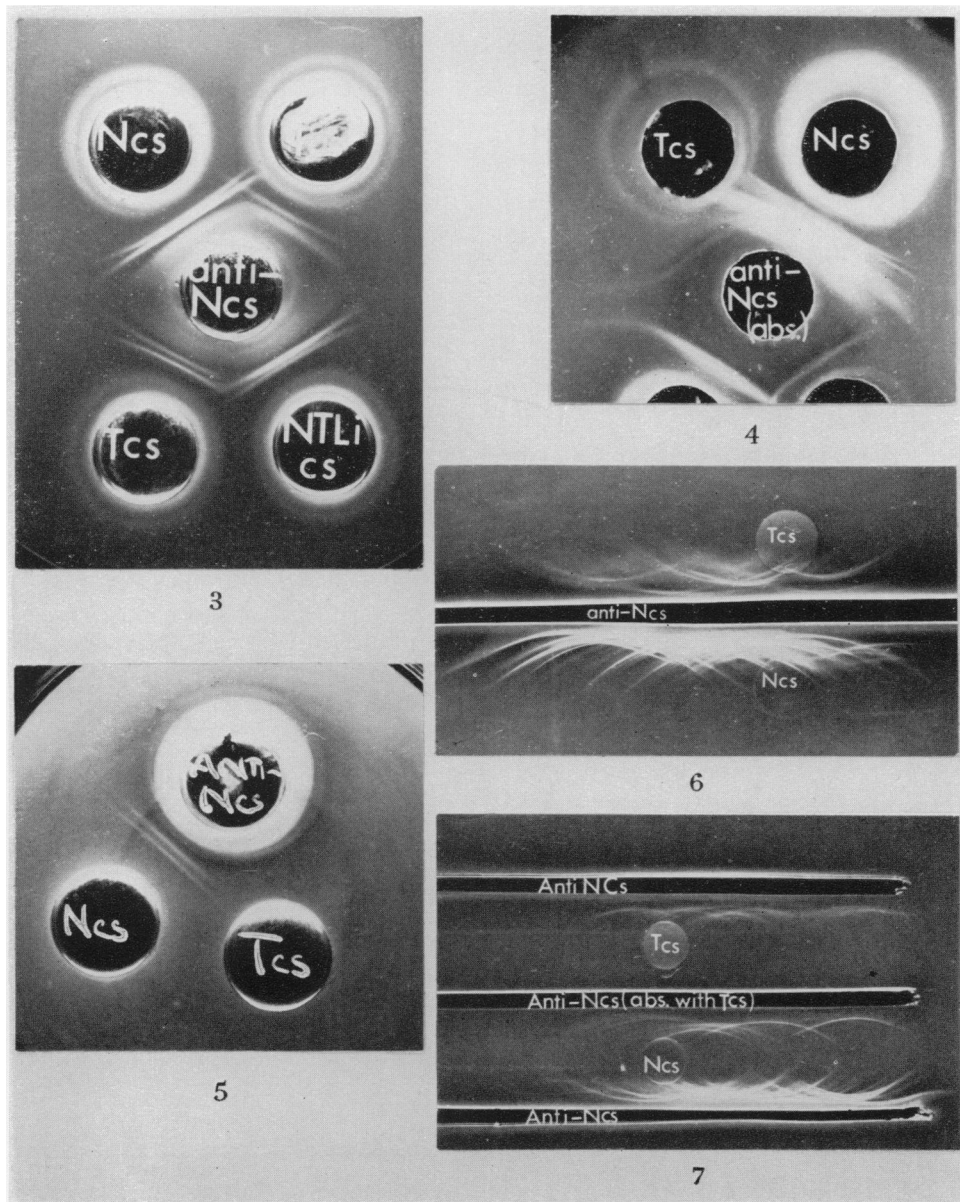 Ncs
anti-
Ncs
Tcs
NTLi
cs
3
Tcs
Ncs
anti-
Ncs
(abs.)
4
ANTI-
Ncs
Ncs
Tcs
5
Tcs
anti-Ncs
Ncs
6
Anti NCs
Tcs
Anti-Ncs(abs. with Tcs)
Ncs
Anti-Ncs
7